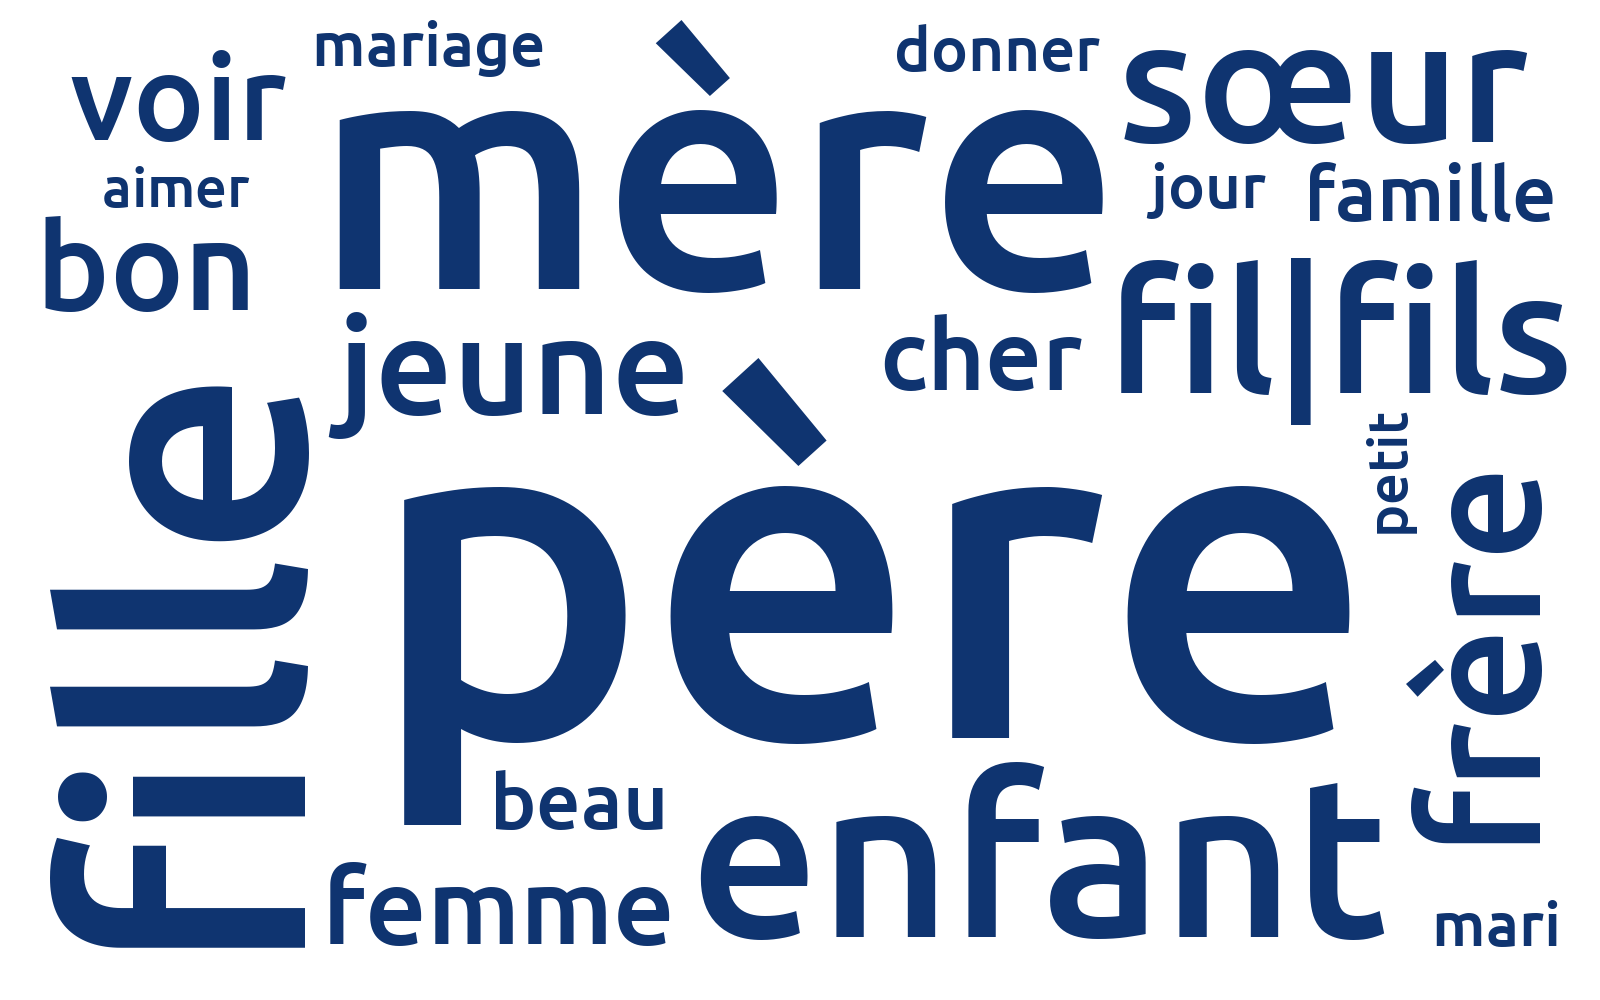 mariage
donner
voir
mère
sœur
aimer
jour
famille
bon
jeune
cher
fil|fils
fille
père
petit
frère
beau
enfant
femme
mari